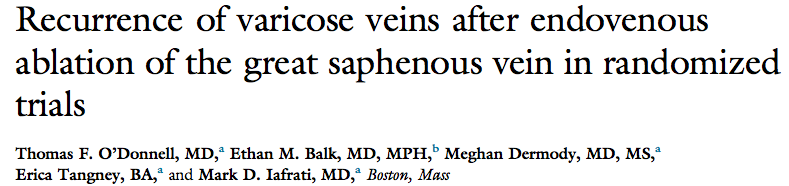 Recurrence of varicose veins after endovenous
ablation of the great saphenous vein in randomized
trials
Thomas F. O'Donnell, MD,a Ethan M. Balk, MD, MPH,b Meghan Dermody, MD, MS,a
Erica Tangney, BA,a and Mark D. Iafrati, MD,a Boston, Mass